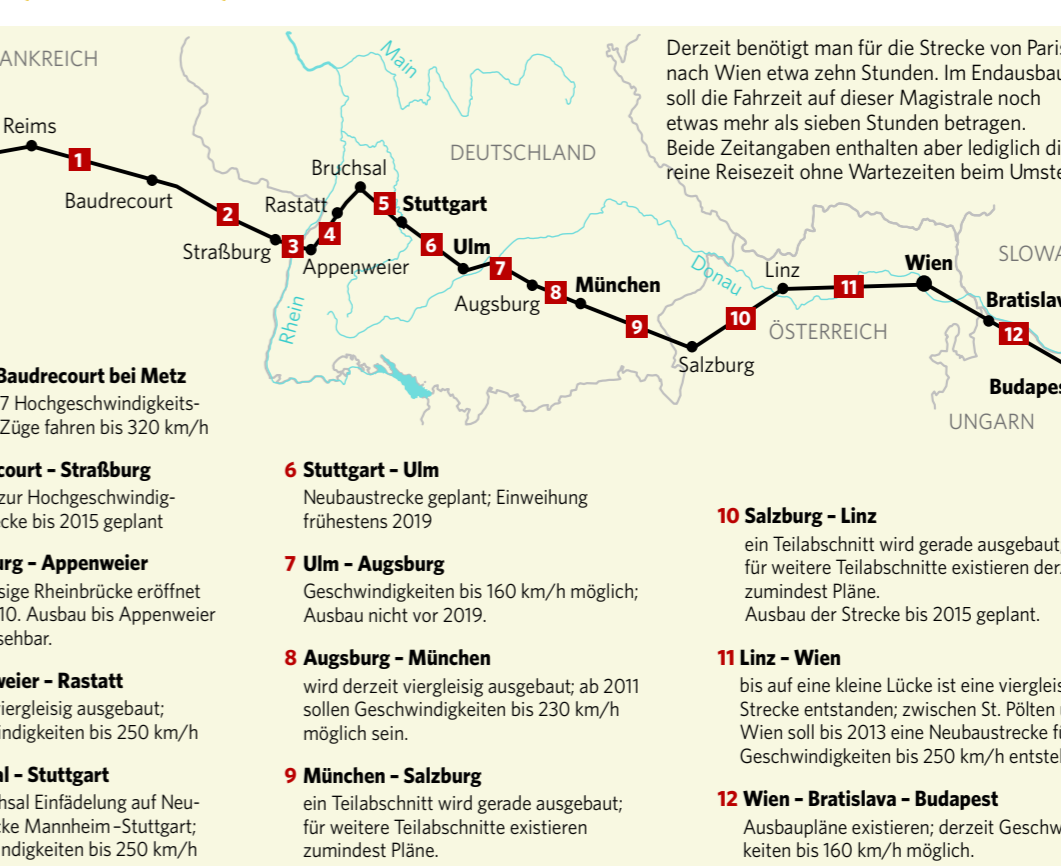 ANKREICH
Reims
1
Baudrecourt
2
Straßburg
3
Appenweier
4
Rastatt
Bruchsal
5
Stuttgart
6
Ulm
7
Augsburg
8
München
9
Salzburg
10
Linz
11
Wien
Bratislav
12
Budapes
Main
Rhein
Donau
DEUTSCHLAND
ÖSTERREICH
SLOWA
UNGARN
Derzeit benötigt man für die Strecke von Paris
nach Wien etwa zehn Stunden. Im Endausbau
soll die Fahrzeit auf dieser Magistrale noch
etwas mehr als sieben Stunden betragen.
Beide Zeitangaben enthalten aber lediglich di
reine Reisezeit ohne Wartezeiten beim Umste
Baudrecourt bei Metz
7 Hochgeschwindigkeits-
Züge fahren bis 320 km/h
court – Straßburg
zur Hochgeschwindig-
cke bis 2015 geplant
urg – Appenweier
sige Rheinbrücke eröffnet
10. Ausbau bis Appenweier
sehbar.
weier – Rastatt
viergleisig ausgebaut;
indigkeiten bis 250 km/h
al – Stuttgart
hsal Einfädelung auf Neu-
cke Mannheim–Stuttgart;
ndigkeiten bis 250 km/h
6 Stuttgart – Ulm
Neubaustrecke geplant; Einweihung
frühestens 2019
7 Ulm – Augsburg
Geschwindigkeiten bis 160 km/h möglich;
Ausbau nicht vor 2019.
8 Augsburg – München
wird derzeit viergleisig ausgebaut; ab 2011
sollen Geschwindigkeiten bis 230 km/h
möglich sein.
9 München – Salzburg
ein Teilabschnitt wird gerade ausgebaut;
für weitere Teilabschnitte existieren
zumindest Pläne.
10 Salzburg – Linz
ein Teilabschnitt wird gerade ausgebaut;
für weitere Teilabschnitte existieren der
zumindest Pläne.
Ausbau der Strecke bis 2015 geplant.
11 Linz – Wien
bis auf eine kleine Lücke ist eine viergleis
Strecke entstanden; zwischen St. Pölten
Wien soll bis 2013 eine Neubaustrecke fü
Geschwindigkeiten bis 250 km/h entsteh
12 Wien – Bratislava – Budapest
Ausbaupläne existieren; derzeit Geschw
keiten bis 160 km/h möglich.